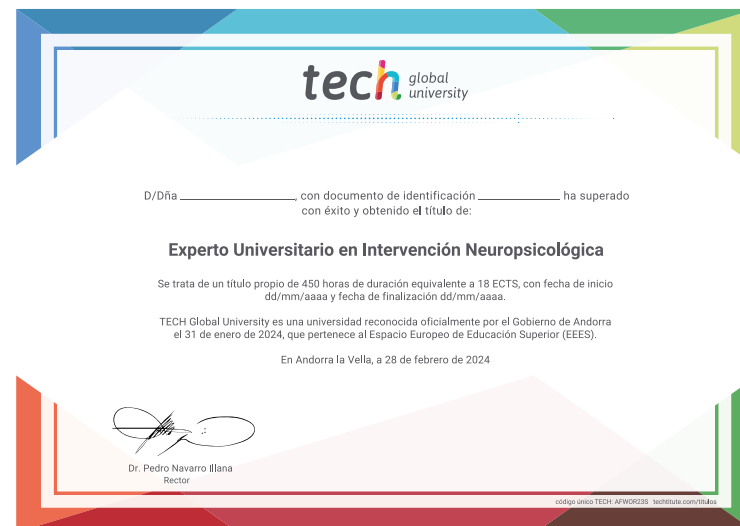 tech global university
D/Dña ______________, con documento de identificación ______________ ha superado
con éxito y obtenido el título de:
Experto Universitario en Intervención Neuropsicológica
Se trata de un título propio de 450 horas de duración equivalente a 18 ECTS, con fecha de inicio
dd/mm/aaaa y fecha de finalización dd/mm/aaaa.
TECH Global University es una universidad reconocida oficialmente por el Gobierno de Andorra
el 31 de enero de 2024, que pertenece al Espacio Europeo de Educación Superior (EEES).
En Andorra la Vella, a 28 de febrero de 2024
Dr. Pedro Navarro Illana
Rector
código único TECH: AFWOR23S techtitute.com/titulos